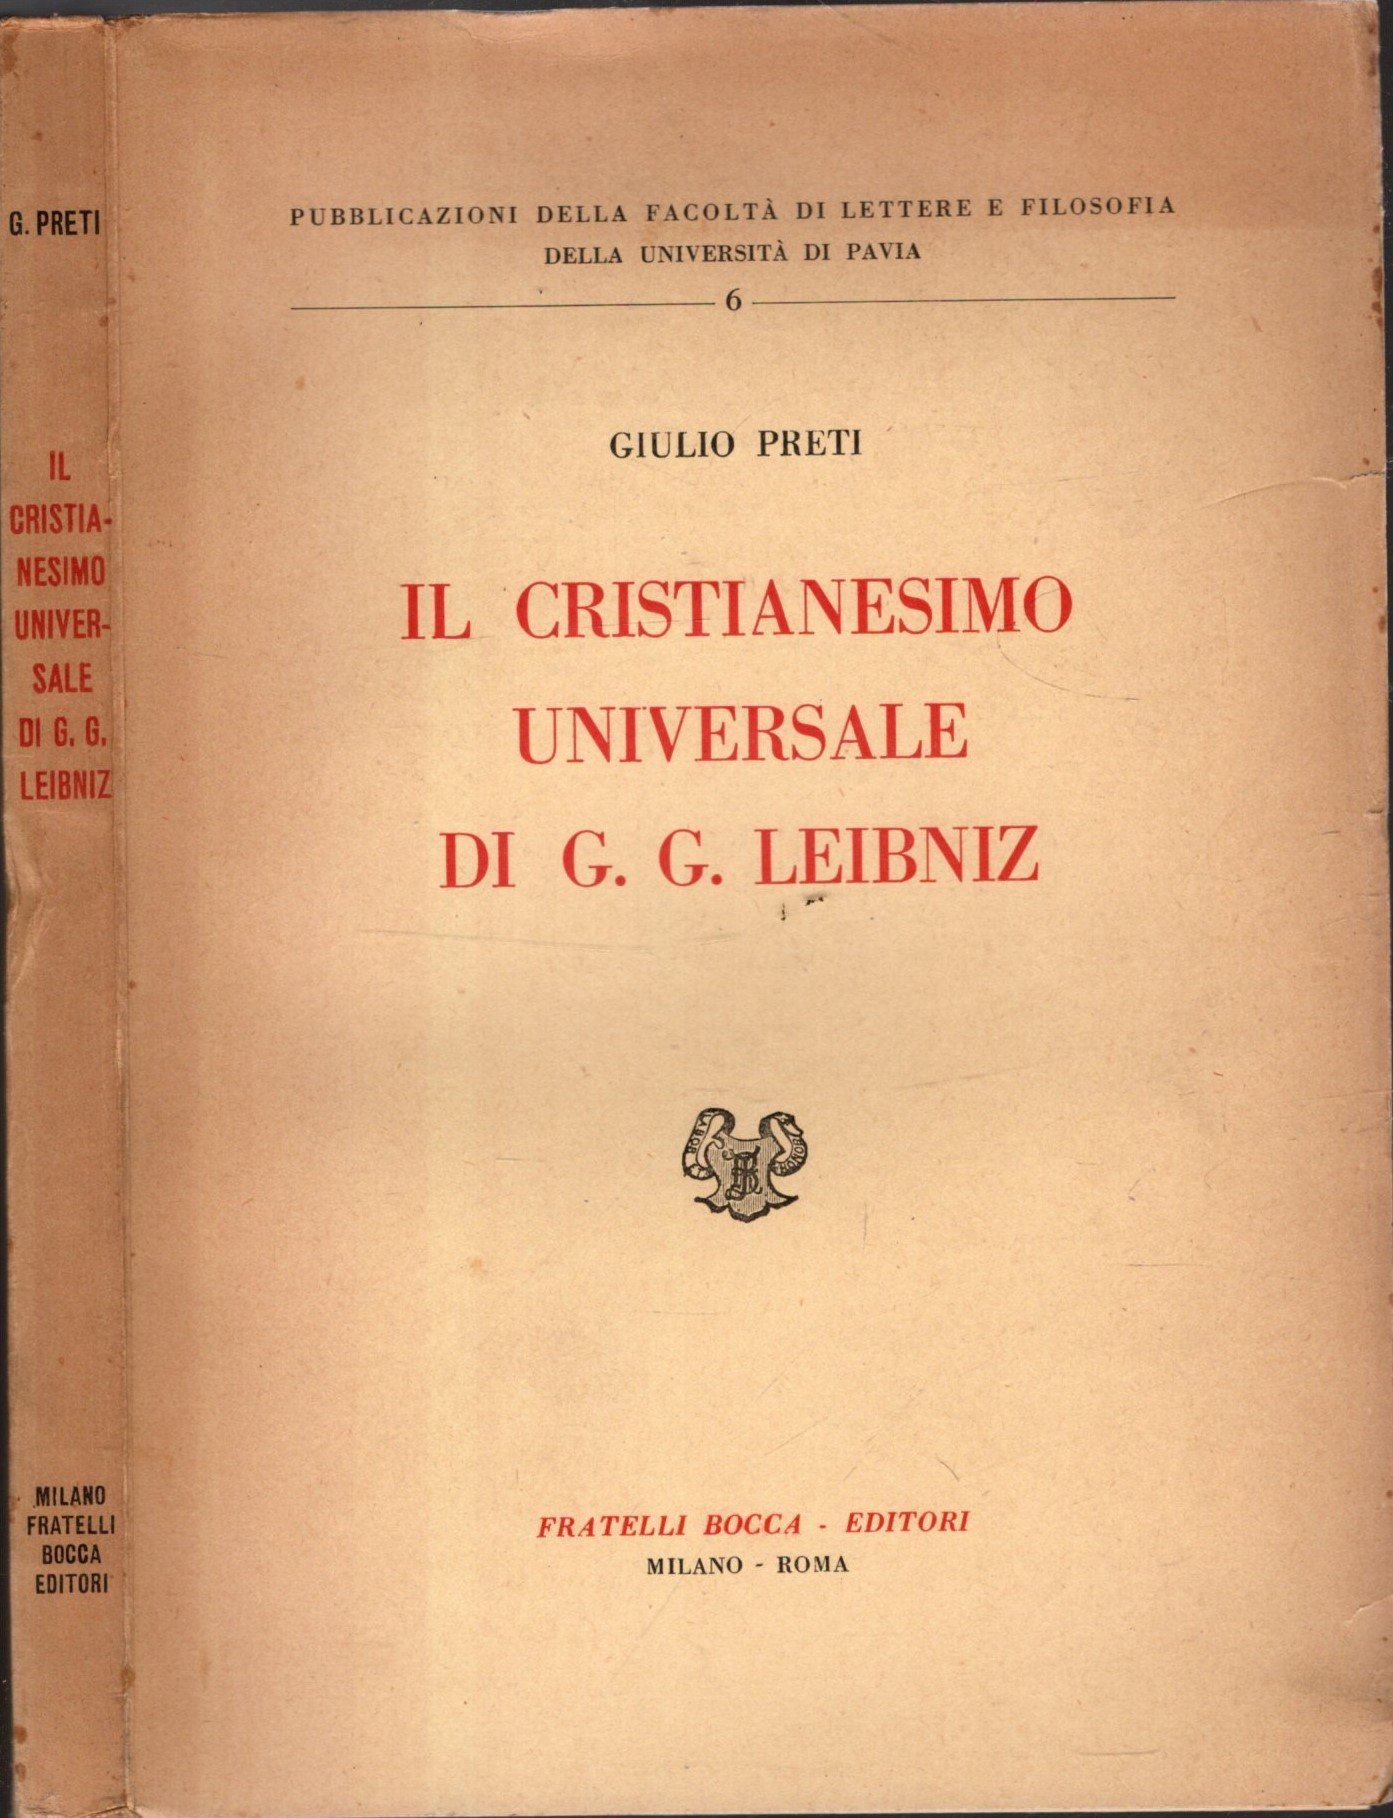 G. PRETI
IL
CRISTIA-
NESIMO
UNIVER-
SALE
DI G. G.
LEIBNIZ
MILANO
FRATELLI
BOCCA
EDITORI
PUBBLICAZIONI DELLA FACOLTÀ DI LETTERE E FILOSOFIA
DELLA UNIVERSITÀ DI PAVIA
6
GIULIO PRETI
IL CRISTIANESIMO
UNIVERSALE
DI G. G. LEIBNIZ
LABOR
FRATELLI BOCCA - EDITORI
MILANO - ROMA